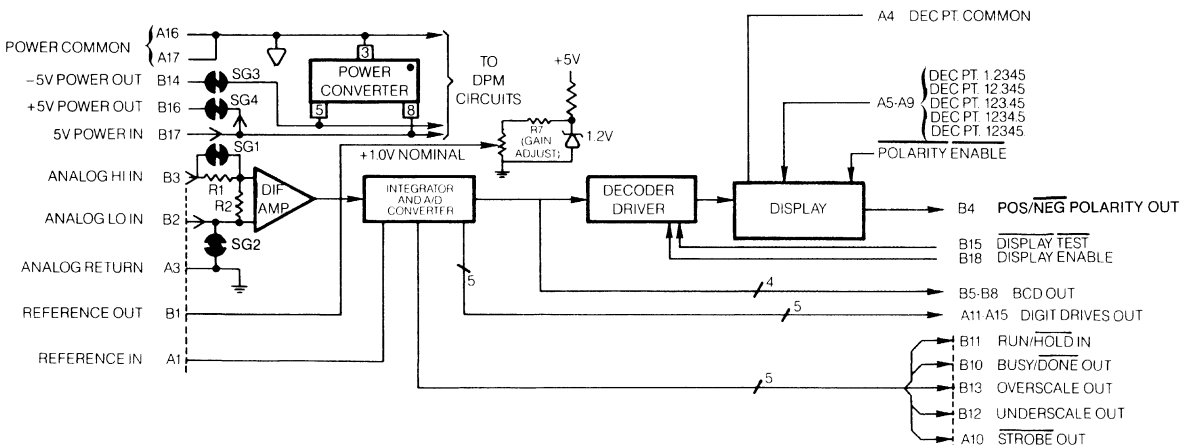 A4 DEC PT. COMMON
POWER COMMON
A16
A17
-5V POWER OUT B14 SG3
+5V POWER OUT B16 SG4
5V POWER IN B17
3
POWER
CONVERTER
5
8
TO
DPM
CIRCUITS
+5V
R7
(GAIN
ADJUST)
1.2V
+1.0V NOMINAL
A5-A9
DEC PT. 1.2345
DEC PT. 12.345
DEC PT. 123.45
DEC PT. 1234.5
DEC PT. 12345.
POLARITY ENABLE
SG1
ANALOG HI IN B3
R1
R2
ANALOG LO IN B2
SG2
ANALOG RETURN A3
REFERENCE OUT B1
REFERENCE IN A1
DIF
AMP
INTEGRATOR
AND A/D
CONVERTER
DECODER
DRIVER
DISPLAY
B4 POS/NEG POLARITY OUT
B15 DISPLAY TEST
B18 DISPLAY ENABLE
5
4
B5-B8 BCD OUT
5
A11-A15 DIGIT DRIVES OUT
5
B11 RUN/HOLD IN
B10 BUSY/DONE OUT
B13 OVERSCALE OUT
B12 UNDERSCALE OUT
A10 STROBE OUT